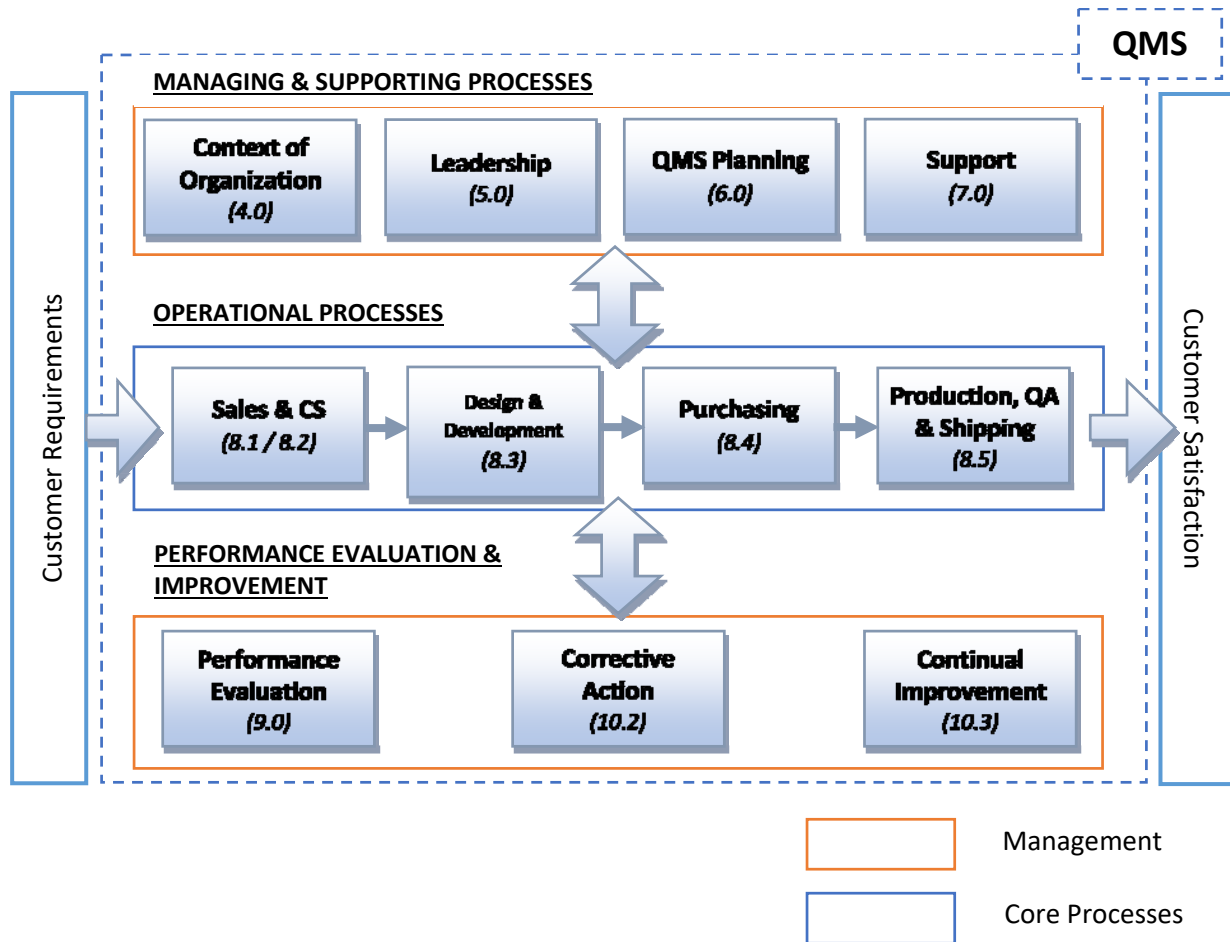 QMS
MANAGING & SUPPORTING PROCESSES
Context of
Organization
(4.0)
Leadership
(5.0)
QMS Planning
(6.0)
Support
(7.0)
Customer Requirements
OPERATIONAL PROCESSES
Sales & CS
(8.1 / 8.2)
Design &
Development
(8.3)
Purchasing
(8.4)
Production, QA
& Shipping
(8.5)
Customer Satisfaction
PERFORMANCE EVALUATION &
IMPROVEMENT
Performance
Evaluation
(9.0)
Corrective
Action
(10.2)
Continual
Improvement
(10.3)
Management
Core Processes